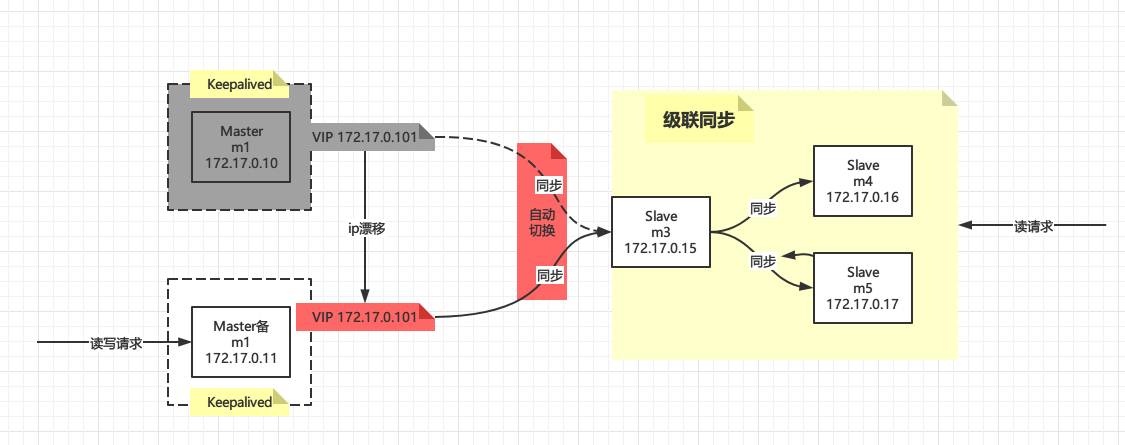 Keepalived
Master
m1
172.17.0.10
VIP 172.17.0.101
ip漂移
同步
自动
切换
同步
VIP 172.17.0.101
读写请求
Master备
m1
172.17.0.11
Keepalived
级联同步
Slave
m3
172.17.0.15
同步
同步
Slave
m4
172.17.0.16
Slave
m5
172.17.0.17
读请求